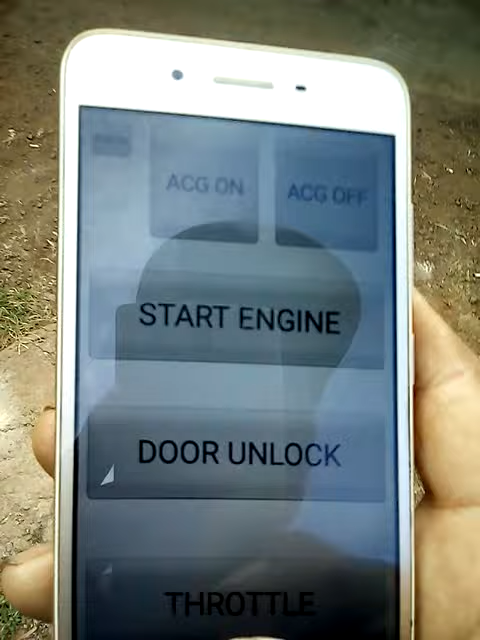 ACG ON
ACG OFF
START ENGINE
DOOR UNLOCK
THROTTLE